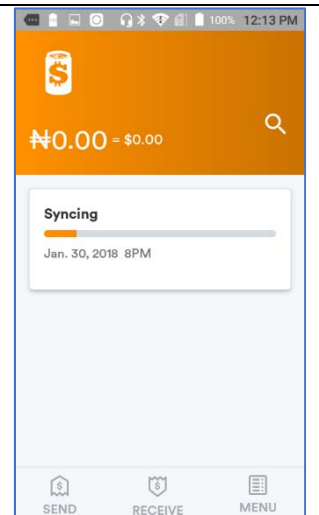 100% 12:13 PM
$
₦0.00 = $0.00
Syncing
Jan. 30, 2018 8PM
$ $
SEND RECEIVE MENU